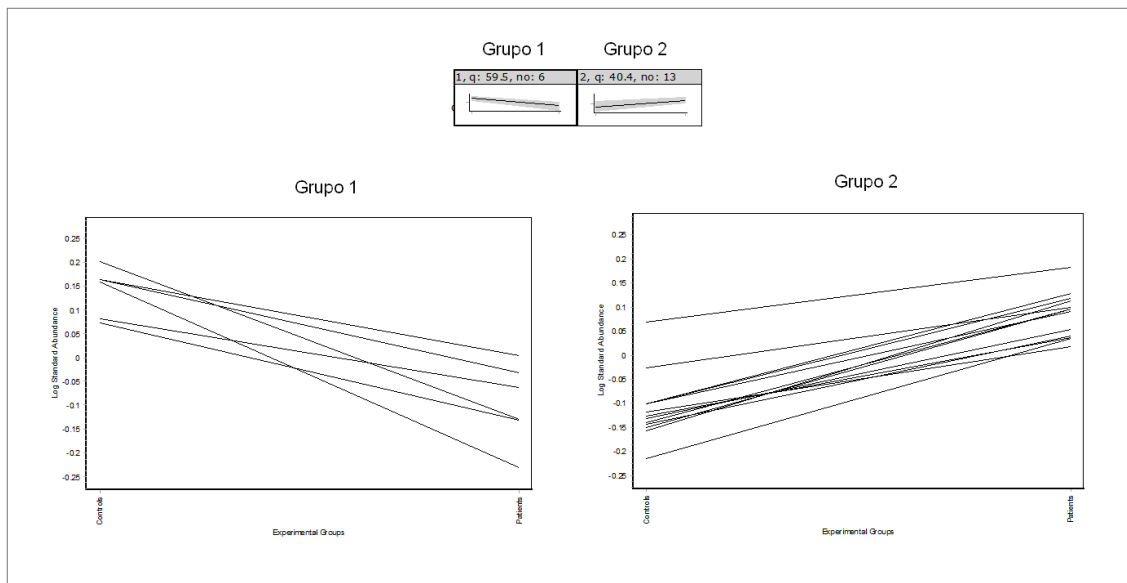 Grupo 1
Grupo 2
1, q: 59.5, no: 6
2, q: 40.4, no: 13
Grupo 1
0.25
0.2
0.15
0.1
0.05
0
-0.05
-0.1
-0.15
-0.2
-0.25
Log Standard Abundance
Controls
Patients
Experimental Groups
Grupo 2
0.25
0.2
0.15
0.1
0.05
0
-0.05
-0.1
-0.15
-0.2
-0.25
Log Standard Abundance
Controls
Patients
Experimental Groups